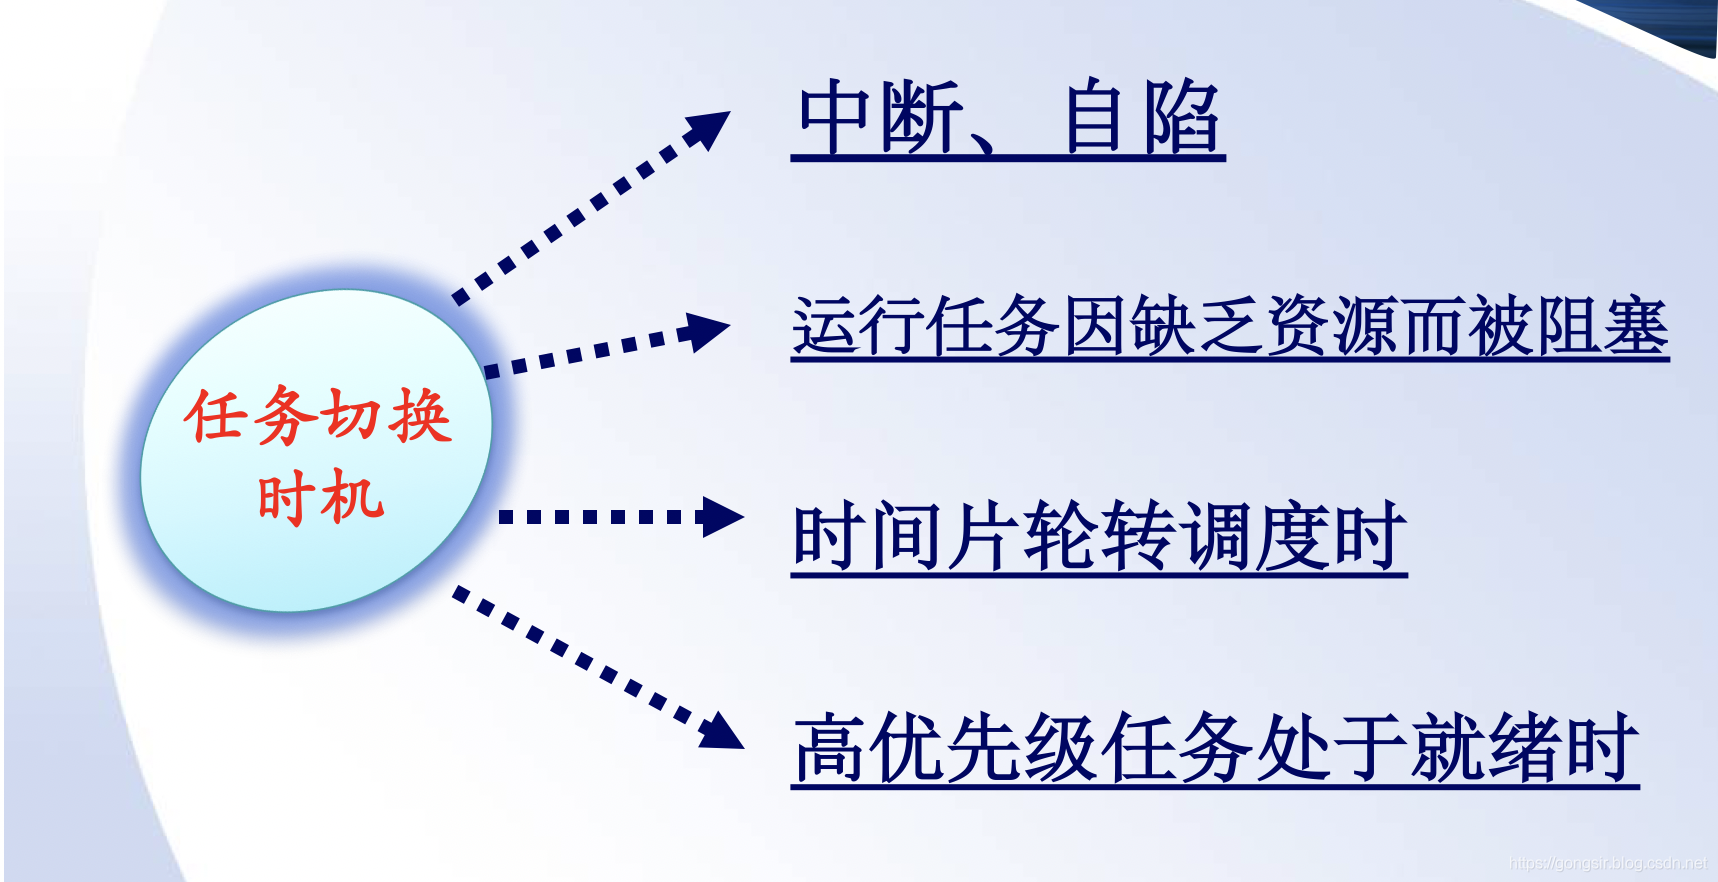 中断、自陷
运行任务因缺乏资源而被阻塞
任务切换
时机
时间片轮转调度时
高优先级任务处于就绪时
https://gongsir.blog.csdn.net